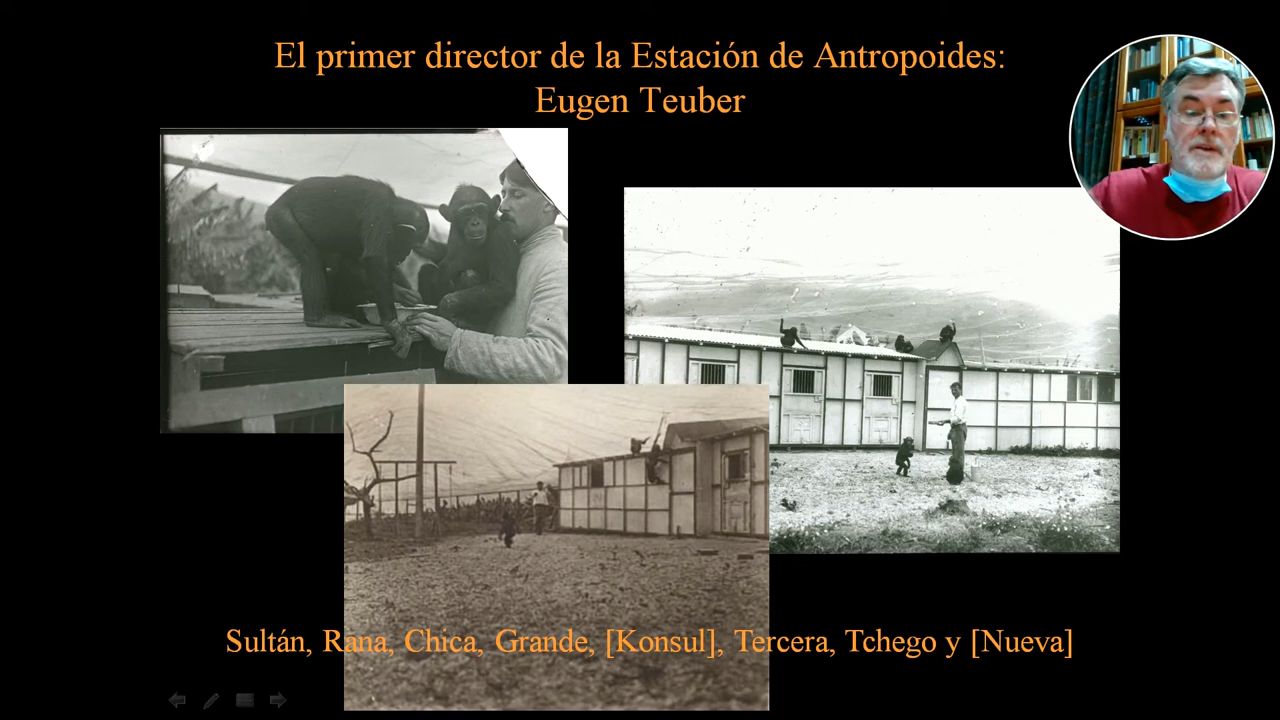 El primer director de la Estación de Antropoides:
Eugen Teuber
Sultán, Rana, Chica, Grande, [Konsul], Tercera, Tchego y [Nueva]